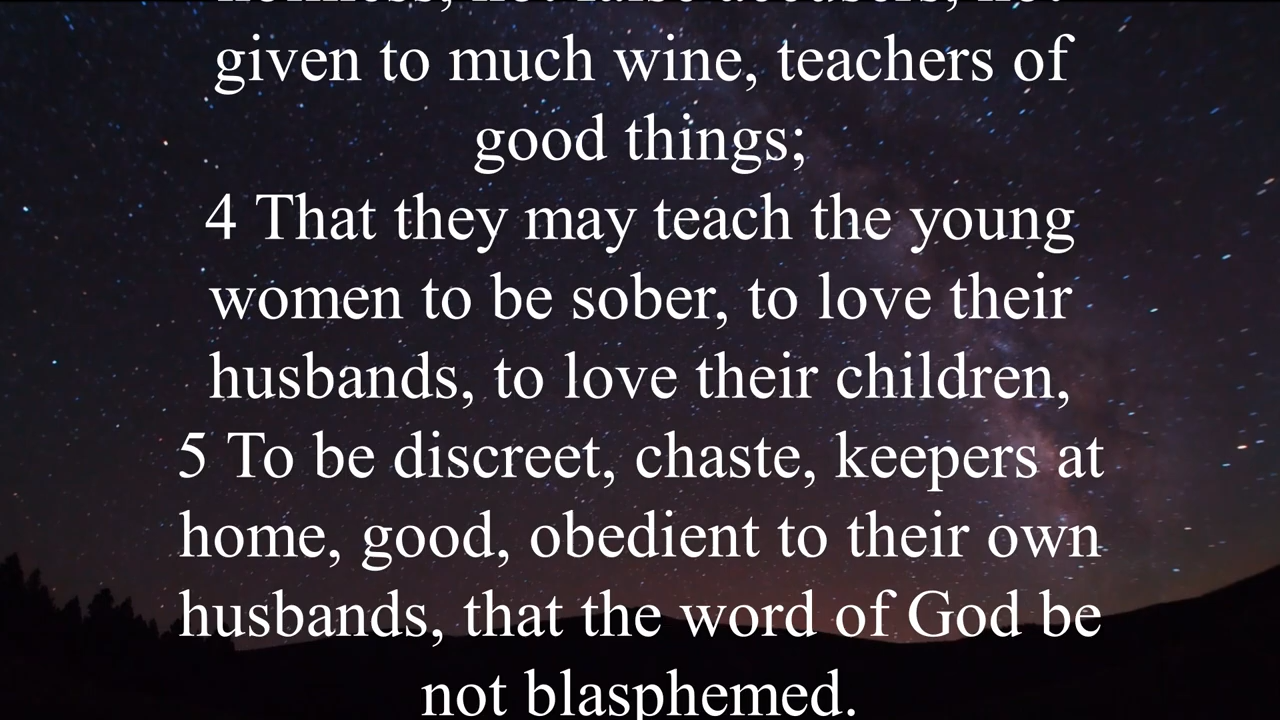 given to much wine, teachers of
good things;
4 That they may teach the young
women to be sober, to love their
husbands, to love their children,
5 To be discreet, chaste, keepers at
home, good, obedient to their own
husbands, that the word of God be
not blasphemed.